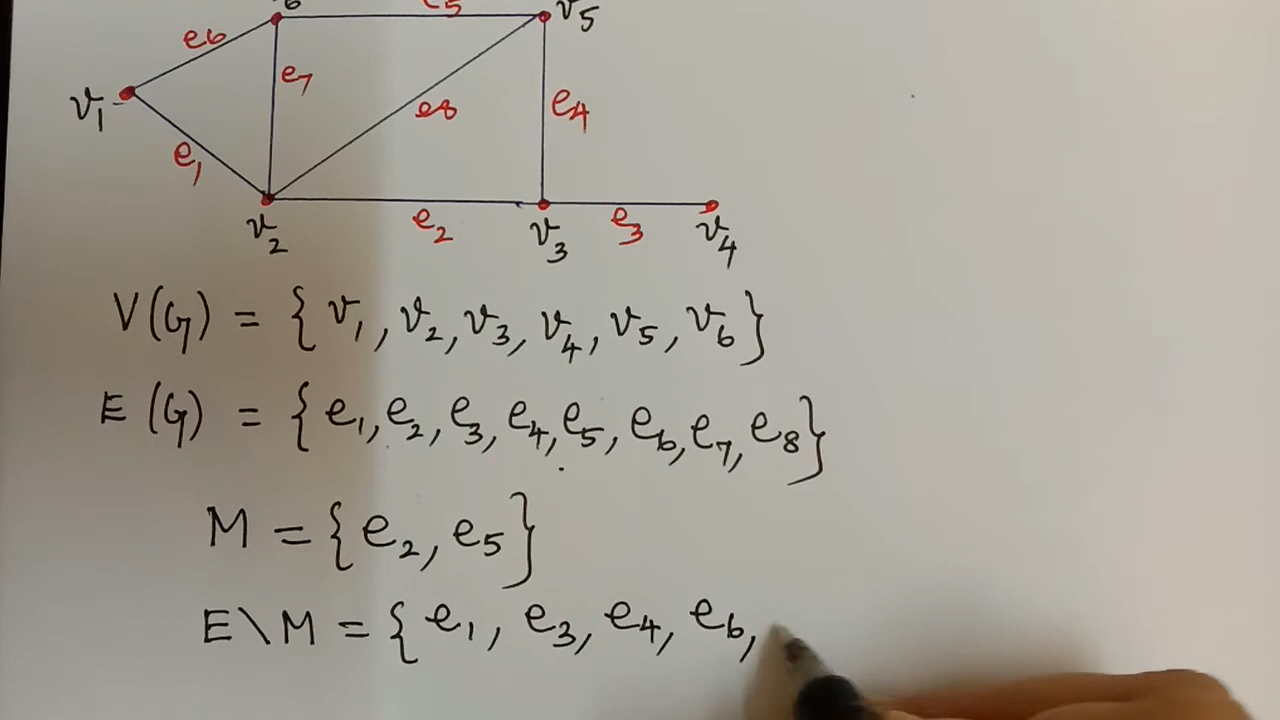 e5
v5
e6
e7
v1
e8
e4
e1
v2
e2
v3
e3
v4
V(G) = {v1, v2, v3, v4, v5, v6}
E(G) = {e1, e2, e3, e4, e5, e6, e7, e8}
M = {e2, e5}
E\M = {e1, e3, e4, e6,